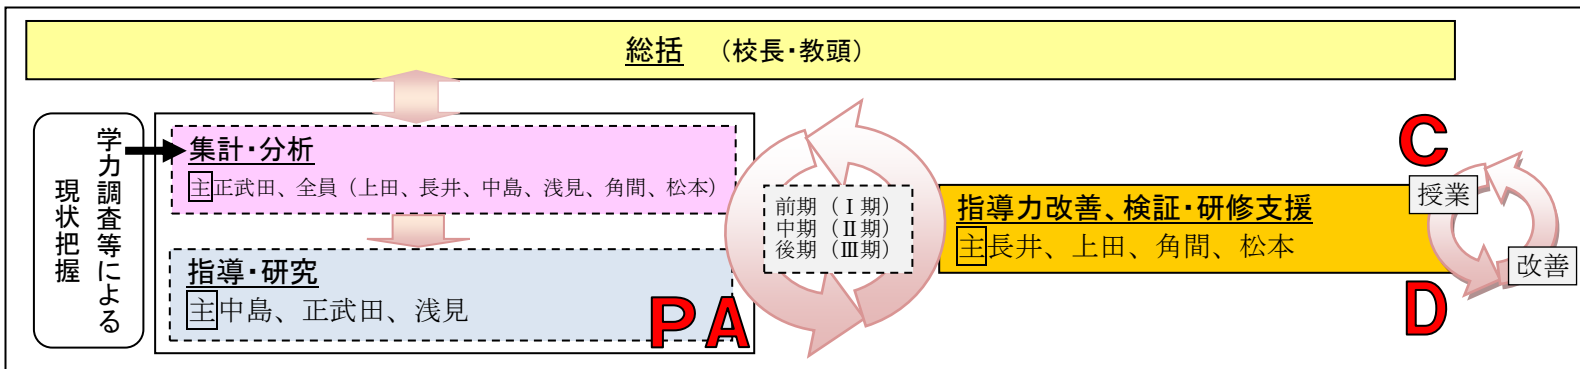 総括 （校長・教頭）
学力調査等による
現状把握
集計・分析
主正武田、全員（上田、長井、中島、浅見、角間、松本）
指導・研究
主中島、正武田、浅見
P A
前期（Ⅰ期）
中期（Ⅱ期）
後期（Ⅲ期）
指導力改善、検証・研修支援
主長井、上田、角間、松本
C
授業
改善
D